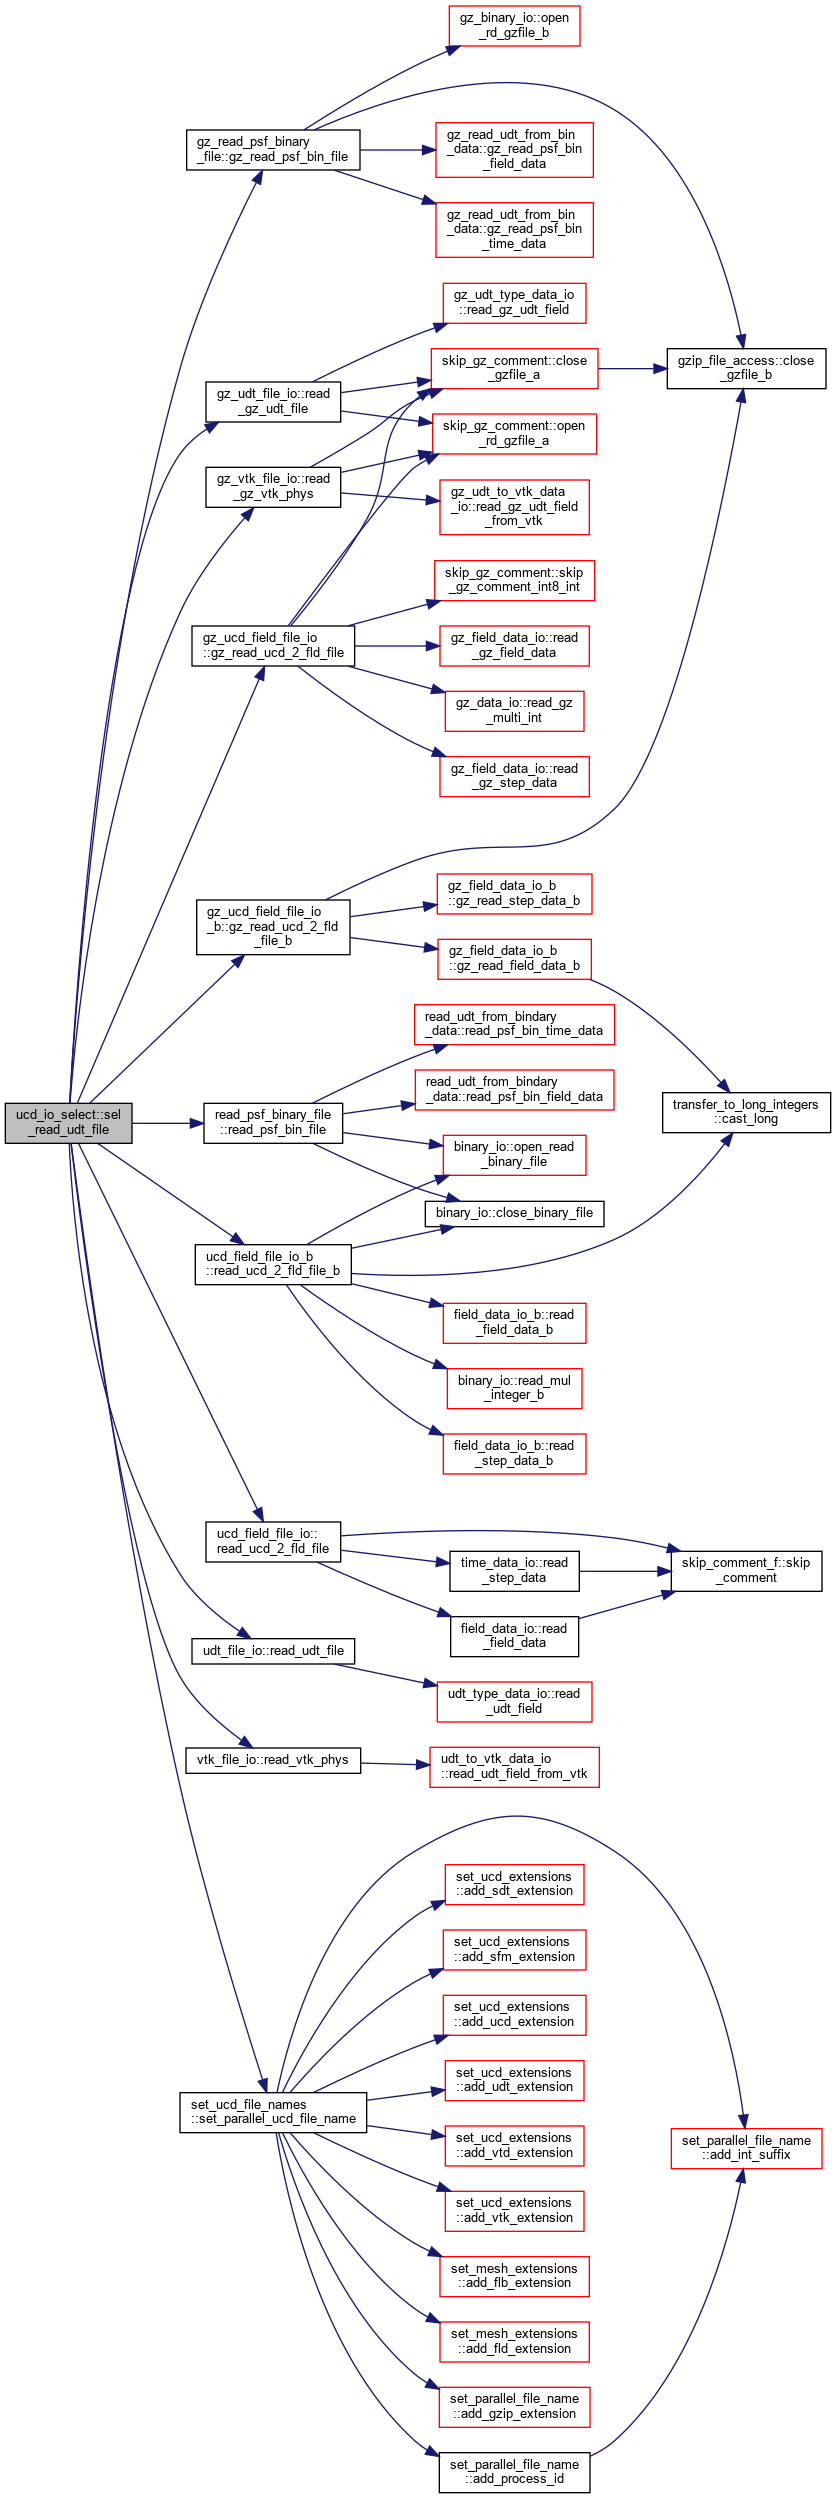 gz_binary_io::open
_rd_gzfile_b
gz_read_psf_binary
_file::gz_read_psf_bin_file
gz_read_udt_from_bin
_data::gz_read_psf_bin
_field_data
gz_read_udt_from_bin
_data::gz_read_psf_bin
_time_data
gz_udt_type_data_io
::read_gz_udt_field
skip_gz_comment::close
_gzfile_a
gzip_file_access::close
_gzfile_b
gz_udt_file_io::read
_gz_udt_file
skip_gz_comment::open
_rd_gzfile_a
gz_vtk_file_io::read
_gz_vtk_phys
gz_udt_to_vtk_data
_io::read_gz_udt_field
_from_vtk
skip_gz_comment::skip
_gz_comment_int8_int
gz_ucd_field_file_io
::gz_read_ucd_2_fld_file
gz_field_data_io::read
_gz_field_data
gz_data_io::read_gz
_multi_int
gz_field_data_io::read
_gz_step_data
gz_field_data_io_b
::gz_read_step_data_b
gz_ucd_field_file_io
_b::gz_read_ucd_2_fld
_file_b
gz_field_data_io_b
::gz_read_field_data_b
read_udt_from_bindary
_data::read_psf_bin_time_data
read_udt_from_bindary
_data::read_psf_bin_field_data
transfer_to_long_integers
::cast_long
ucd_io_select::sel
_read_udt_file
read_psf_binary_file
::read_psf_bin_file
binary_io::open_read
_binary_file
binary_io::close_binary_file
ucd_field_file_io_b
::read_ucd_2_fld_file_b
field_data_io_b::read
_field_data_b
binary_io::read_mul
_integer_b
field_data_io_b::read
_step_data_b
ucd_field_file_io::
read_ucd_2_fld_file
time_data_io::read
_step_data
skip_comment_f::skip
_comment
field_data_io::read
_field_data
udt_file_io::read_udt_file
udt_type_data_io::read
_udt_field
vtk_file_io::read_vtk_phys
udt_to_vtk_data_io
::read_udt_field_from_vtk
set_ucd_extensions
::add_sdt_extension
set_ucd_extensions
::add_sfm_extension
set_ucd_extensions
::add_ucd_extension
set_ucd_extensions
::add_udt_extension
set_ucd_file_names
::set_parallel_ucd_file_name
set_ucd_extensions
::add_vtd_extension
set_parallel_file_name
::add_int_suffix
set_ucd_extensions
::add_vtk_extension
set_mesh_extensions
::add_flb_extension
set_mesh_extensions
::add_fld_extension
set_parallel_file_name
::add_gzip_extension
set_parallel_file_name
::add_process_id